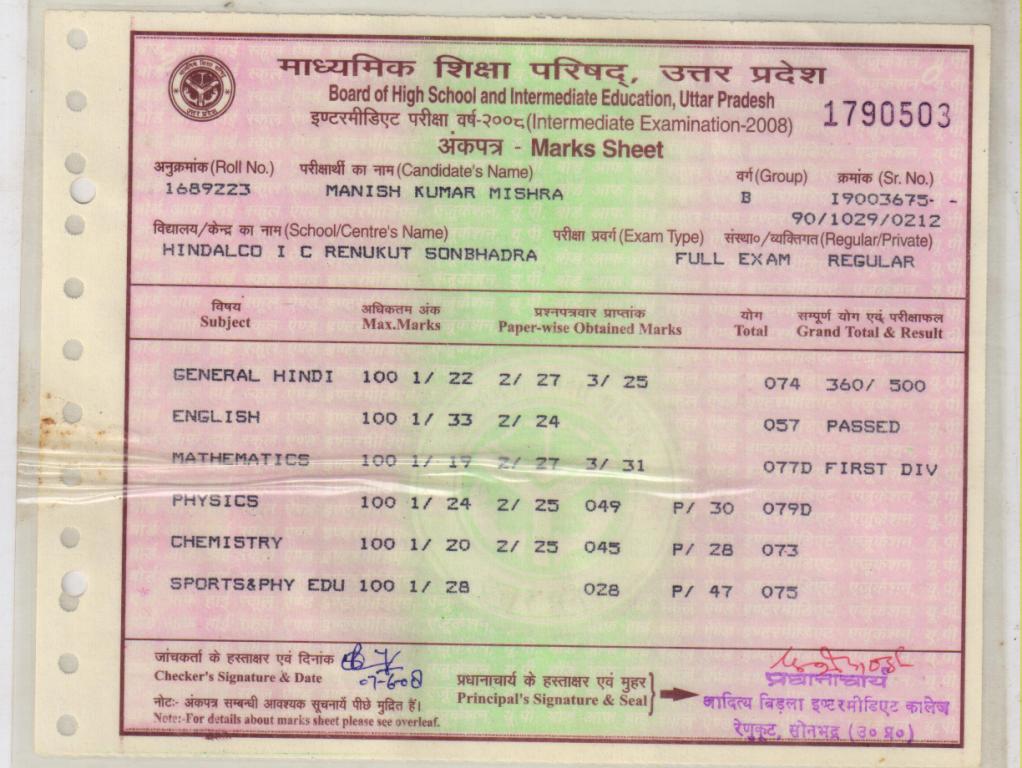 माध्यमिक शिक्षा परिषद्, उत्तर प्रदेश
Board of High School and Intermediate Education, Uttar Pradesh
इण्टरमीडिएट परीक्षा वर्ष-२००८ (Intermediate Examination-2008) 1790503
अंकपत्र - Marks Sheet
अनुक्रमांक (Roll No.) परीक्षार्थी का नाम (Candidate's Name) वर्ग (Group) क्रमांक (Sr. No.)
1689223 MANISH KUMAR MISHRA B I9003675- -
90/1029/0212
विद्यालय/केन्द्र का नाम (School/Centre's Name) परीक्षा प्रवर्ग (Exam Type) संस्था०/व्यक्तिगत (Regular/Private)
HINDALCO I C RENUKUT SONBHADRA FULL EXAM REGULAR
विषय अधिकतम अंक प्रश्नपत्रवार प्राप्तांक योग सम्पूर्ण योग एवं परीक्षाफल
Subject Max.Marks Paper-wise Obtained Marks Total Grand Total & Result
GENERAL HINDI 100 1/ 22 2/ 27 3/ 25 074 360/ 500
ENGLISH 100 1/ 33 2/ 24 057 PASSED
MATHEMATICS 100 1/ 19 2/ 27 3/ 31 077D FIRST DIV
PHYSICS 100 1/ 24 2/ 25 049 P/ 30 079D
CHEMISTRY 100 1/ 20 2/ 25 045 P/ 28 073
SPORTS&PHY EDU 100 1/ 28 028 P/ 47 075
जांचकर्ता के हस्ताक्षर एवं दिनांक
Checker's Signature & Date 07-6-08
प्रधानाचार्य के हस्ताक्षर एवं मुहर
Principal's Signature & Seal
नोटः- अंकपत्र सम्बन्धी आवश्यक सूचनायें पीछे मुद्रित हैं।
Note:-For details about marks sheet please see overleaf.
प्रधानाचार्य
आदित्य बिड़ला इण्टरमीडिएट कालेज
रेणुकूट, सोनभद्र (उ० प्र०)